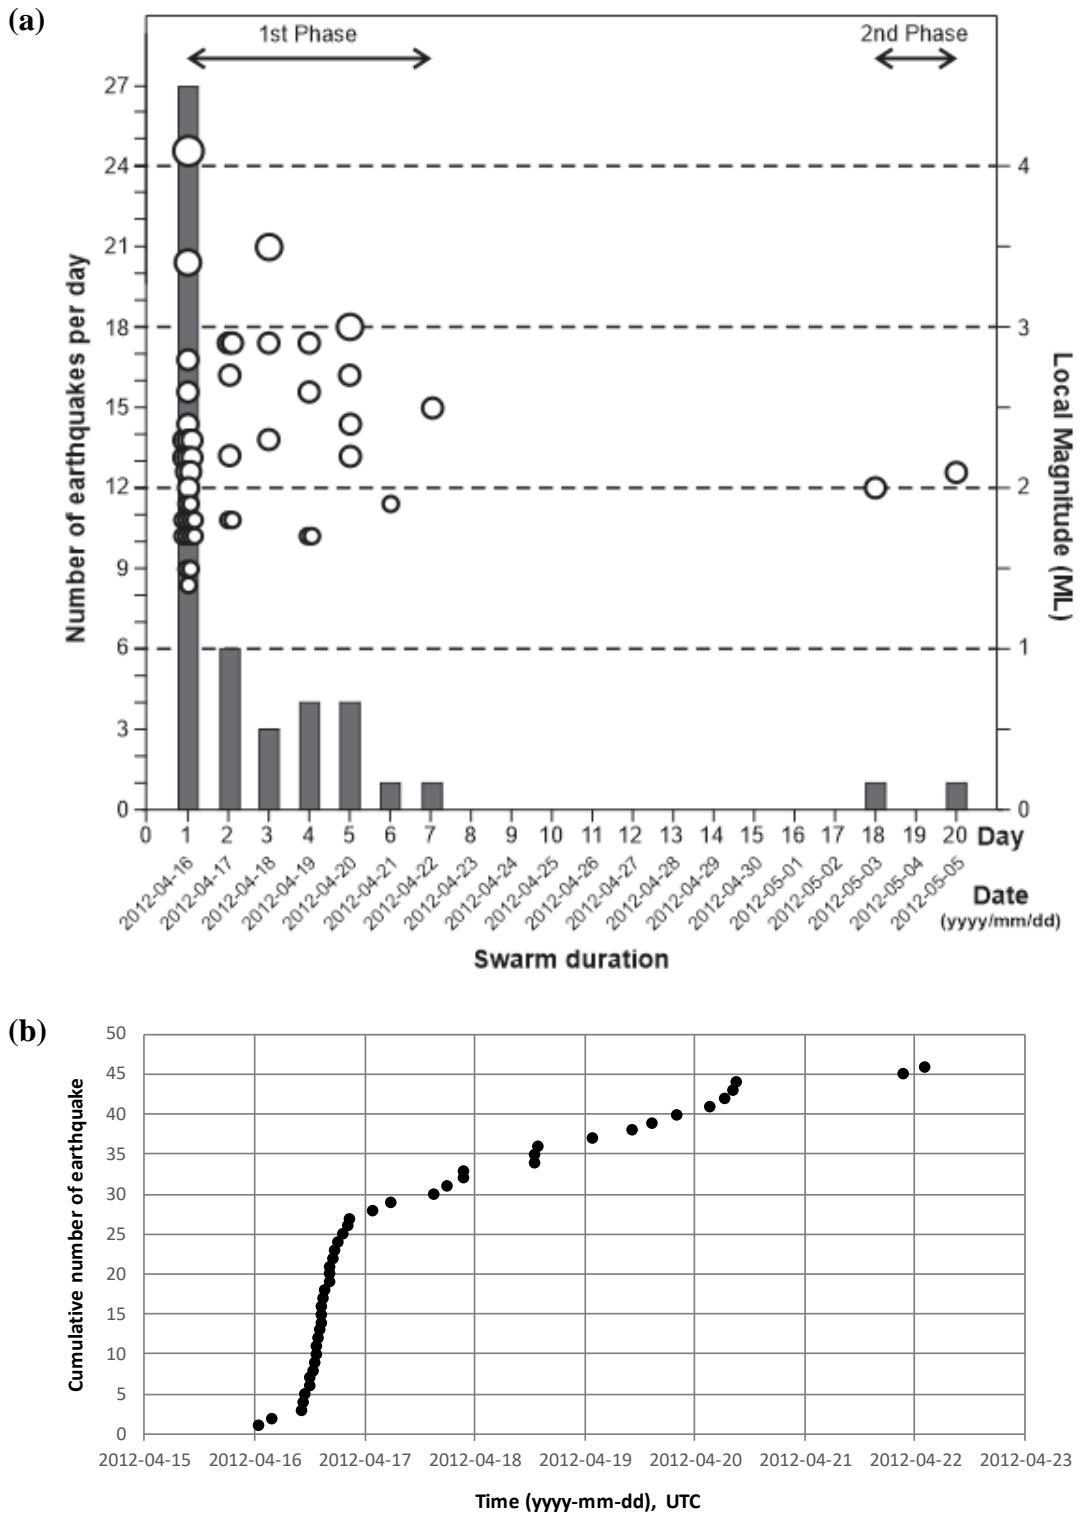 (a)
1st Phase
2nd Phase
27
24
21
18
15
12
9
6
3
0
4
3
2
1
0
Number of earthquakes per day
Local Magnitude (ML)
0 1 2 3 4 5 6 7 8 9 10 11 12 13 14 15 16 17 18 19 20 Day
2012-04-16 2012-04-17 2012-04-18 2012-04-19 2012-04-20 2012-04-21 2012-04-22 2012-04-23 2012-04-24 2012-04-25 2012-04-26 2012-04-27 2012-04-28 2012-04-29 2012-04-30 2012-05-01 2012-05-02 2012-05-03 2012-05-04 2012-05-05
Date
(yyyy/mm/dd)
Swarm duration
(b)
50
45
40
35
30
25
20
15
10
5
0
Cumulative number of earthquake
2012-04-15 2012-04-16 2012-04-17 2012-04-18 2012-04-19 2012-04-20 2012-04-21 2012-04-22 2012-04-23
Time (yyyy-mm-dd), UTC